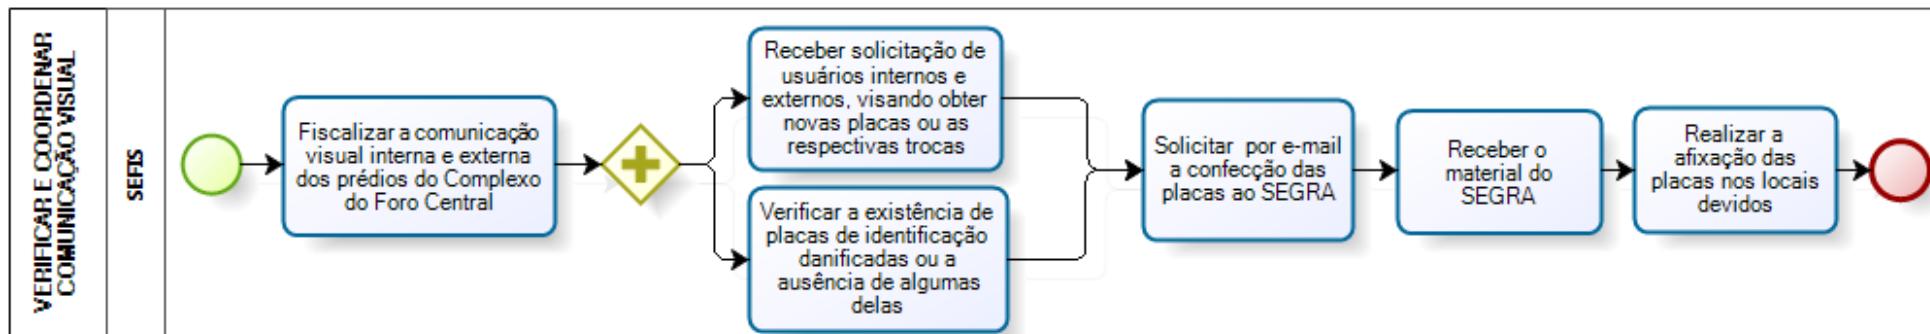 VERIFICAR E COORDENAR
COMUNICAÇÃO VISUAL
SEFIS
Fiscalizar a comunicação
visual interna e externa
dos prédios do Complexo
do Foro Central
Receber solicitação de
usuários internos e
externos, visando obter
novas placas ou as
respectivas trocas
Verificar a existência de
placas de identificação
danificadas ou a
ausência de algumas
delas
Solicitar por e-mail
a confecção das
placas ao SEGRA
Receber o
material do
SEGRA
Realizar a
afixação das
placas nos locais
devidos